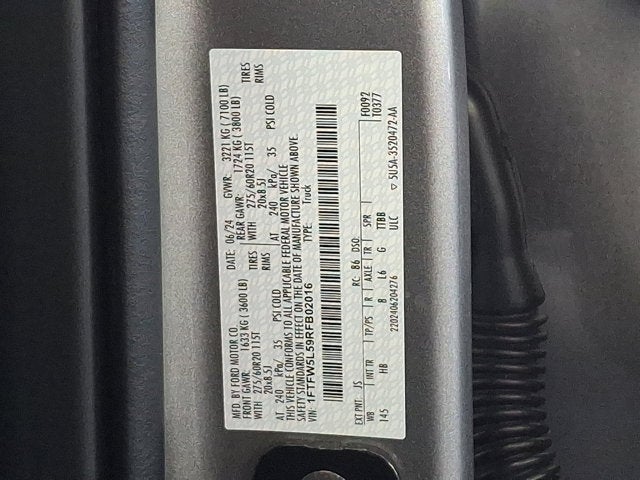 MFD. BY FORD MOTOR CO.
DATE: 06/24 GVWR: 3221 KG ( 7100 LB)
FRONT GAWR: 1633 KG ( 3600 LB) REAR GAWR: 1724 KG ( 3800 LB)
WITH 275/60R20 115T TIRES WITH 275/60R20 115T TIRES
20x8.5J RIMS 20x8.5J RIMS
AT 240 kPa/ 35 PSI COLD AT 240 kPa/ 35 PSI COLD
THIS VEHICLE CONFORMS TO ALL APPLICABLE FEDERAL MOTOR VEHICLE
SAFETY STANDARDS IN EFFECT ON THE DATE OF MANUFACTURE SHOWN ABOVE.
VIN: 1FTFW5L59RFB02016 TYPE: Truck
F0092
T0377
EXT PNT: JS RC: B6 DSO:
WB INT TR TP/PS R AXLE TR SPR
145 HB B L6 G TTBB
2202406204276 ULC ▽ 5U5A-3520472-AA